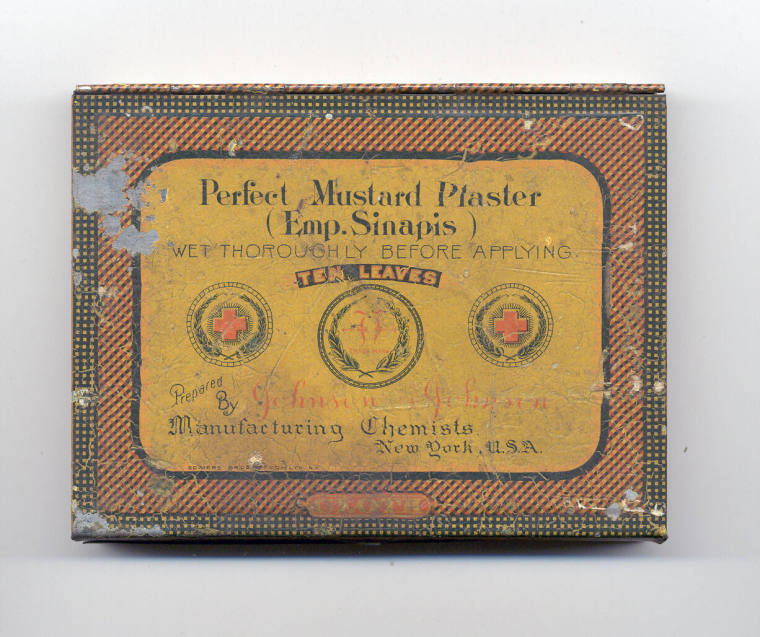 Perfect Mustard Plaster
(Emp. Sinapis )
WET THOROUGHLY BEFORE APPLYING.
TEN LEAVES
Prepared
By
Johnson Johnson
Manufacturing Chemists
New York, U.S.A.